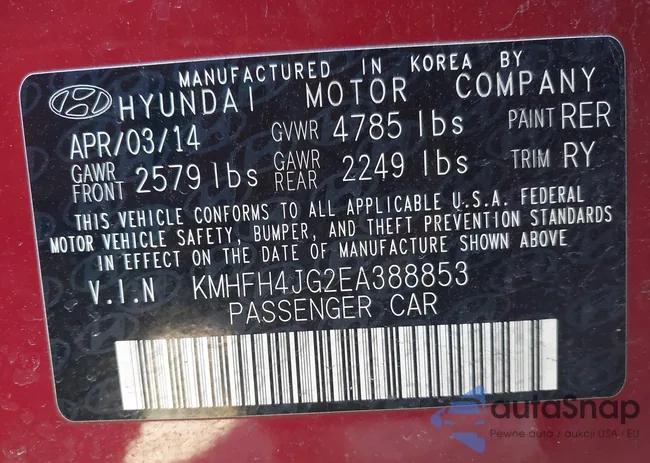 MANUFACTURED IN KOREA BY
HYUNDAI MOTOR COMPANY
APR/03/14 GVWR 4785 lbs PAINT RER
GAWR FRONT 2579 lbs GAWR REAR 2249 lbs TRIM RY
THIS VEHICLE CONFORMS TO ALL APPLICABLE U.S.A. FEDERAL
MOTOR VEHICLE SAFETY, BUMPER, AND THEFT PREVENTION STANDARDS
IN EFFECT ON THE DATE OF MANUFACTURE SHOWN ABOVE
V.I.N KMHFH4JG2EA388853
PASSENGER CAR
autaSnap
Pewne auta z aukcji USA i EU